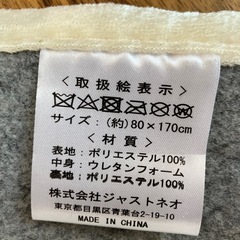 〈取扱絵表示〉
サイズ：(約)80×170cm
〈材質〉
表地：ポリエステル100%
中身：ウレタンフォーム
裏地：ポリエステル100%
株式会社ジャストネオ
東京都目黒区青葉台2-19-10
MADE IN CHINA